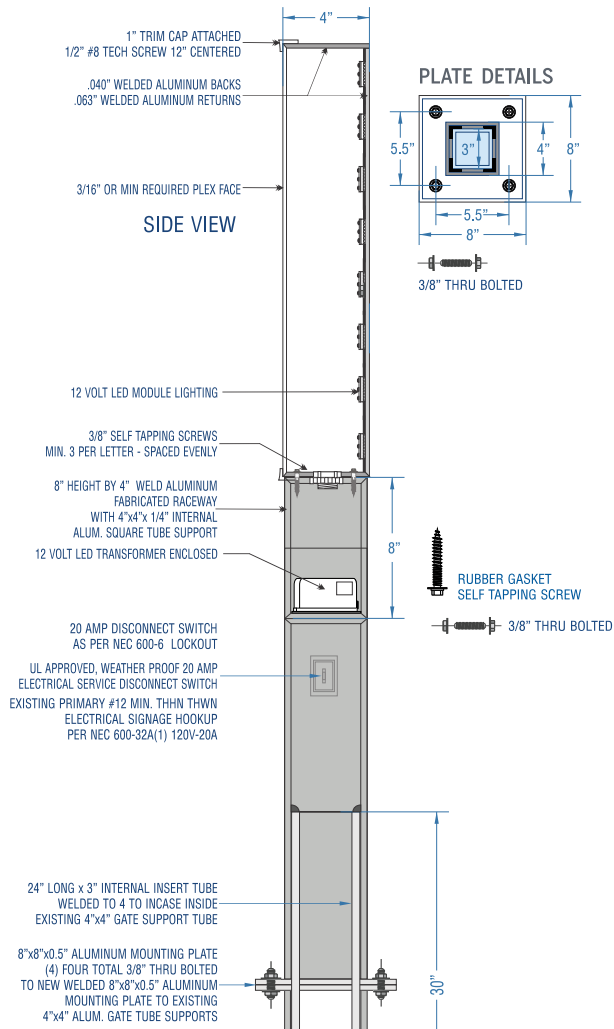 4”
1” TRIM CAP ATTACHED
1/2” #8 TECH SCREW 12” CENTERED
.040” WELDED ALUMINUM BACKS
.063” WELDED ALUMINUM RETURNS
3/16” OR MIN REQUIRED PLEX FACE
SIDE VIEW
PLATE DETAILS
5.5”
3”
4”
8”
5.5”
8”
3/8” THRU BOLTED
12 VOLT LED MODULE LIGHTING
3/8” SELF TAPPING SCREWS
MIN. 3 PER LETTER - SPACED EVENLY
8” HEIGHT BY 4” WELD ALUMINUM
FABRICATED RACEWAY
WITH 4”x4”x 1/4” INTERNAL
ALUM. SQUARE TUBE SUPPORT
12 VOLT LED TRANSFORMER ENCLOSED
8”
RUBBER GASKET
SELF TAPPING SCREW
3/8” THRU BOLTED
20 AMP DISCONNECT SWITCH
AS PER NEC 600-6 LOCKOUT
UL APPROVED, WEATHER PROOF 20 AMP
ELECTRICAL SERVICE DISCONNECT SWITCH
EXISTING PRIMARY #12 MIN. THHN THWN
ELECTRICAL SIGNAGE HOOKUP
PER NEC 600-32A(1) 120V-20A
24” LONG x 3” INTERNAL INSERT TUBE
WELDED TO 4 TO INCASE INSIDE
EXISTING 4”x4” GATE SUPPORT TUBE
8”x8”x0.5” ALUMINUM MOUNTING PLATE
(4) FOUR TOTAL 3/8” THRU BOLTED
TO NEW WELDED 8”x8”x0.5” ALUMINUM
MOUNTING PLATE TO EXISTING
4”x4” ALUM. GATE TUBE SUPPORTS
30”